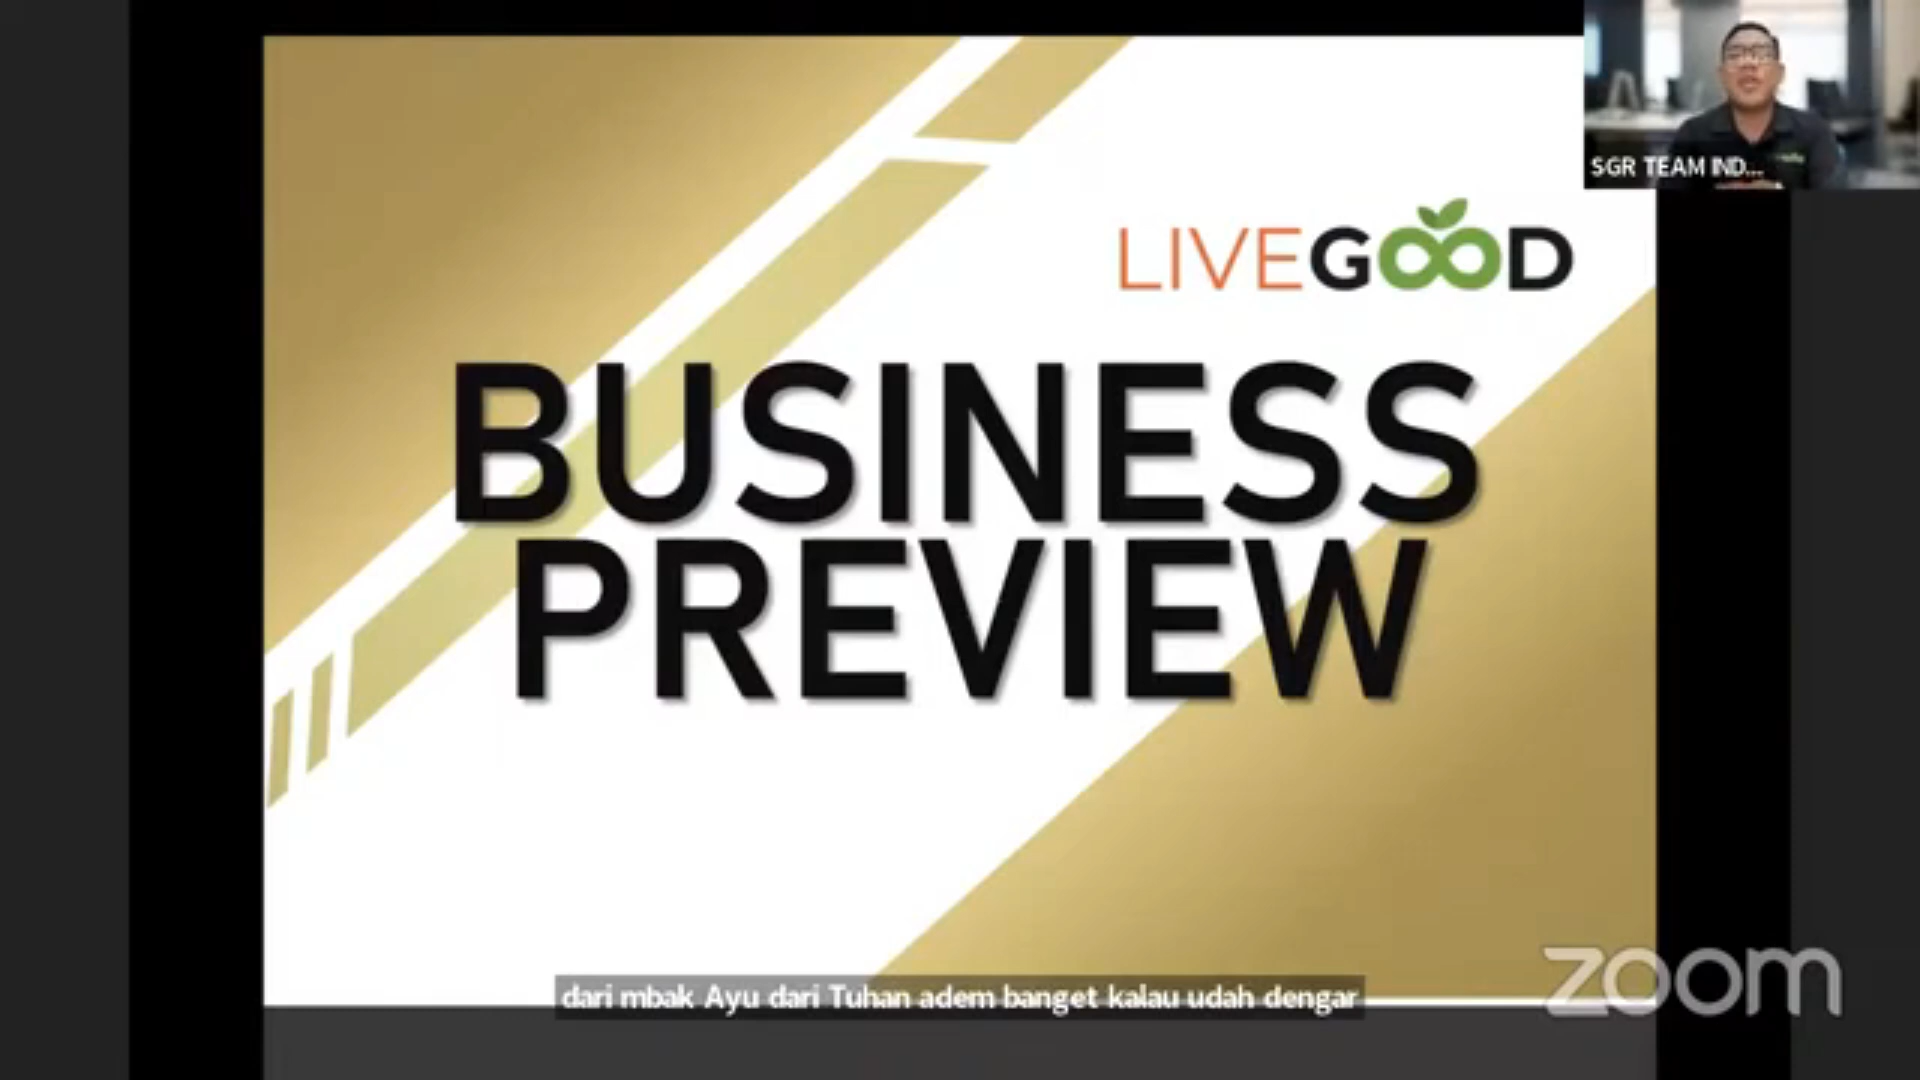 SGR TEAM IND...
LIVEGOOD
BUSINESS
PREVIEW
dari mbak Ayu dari Tuhan adem banget kalau udah dengar
zoom